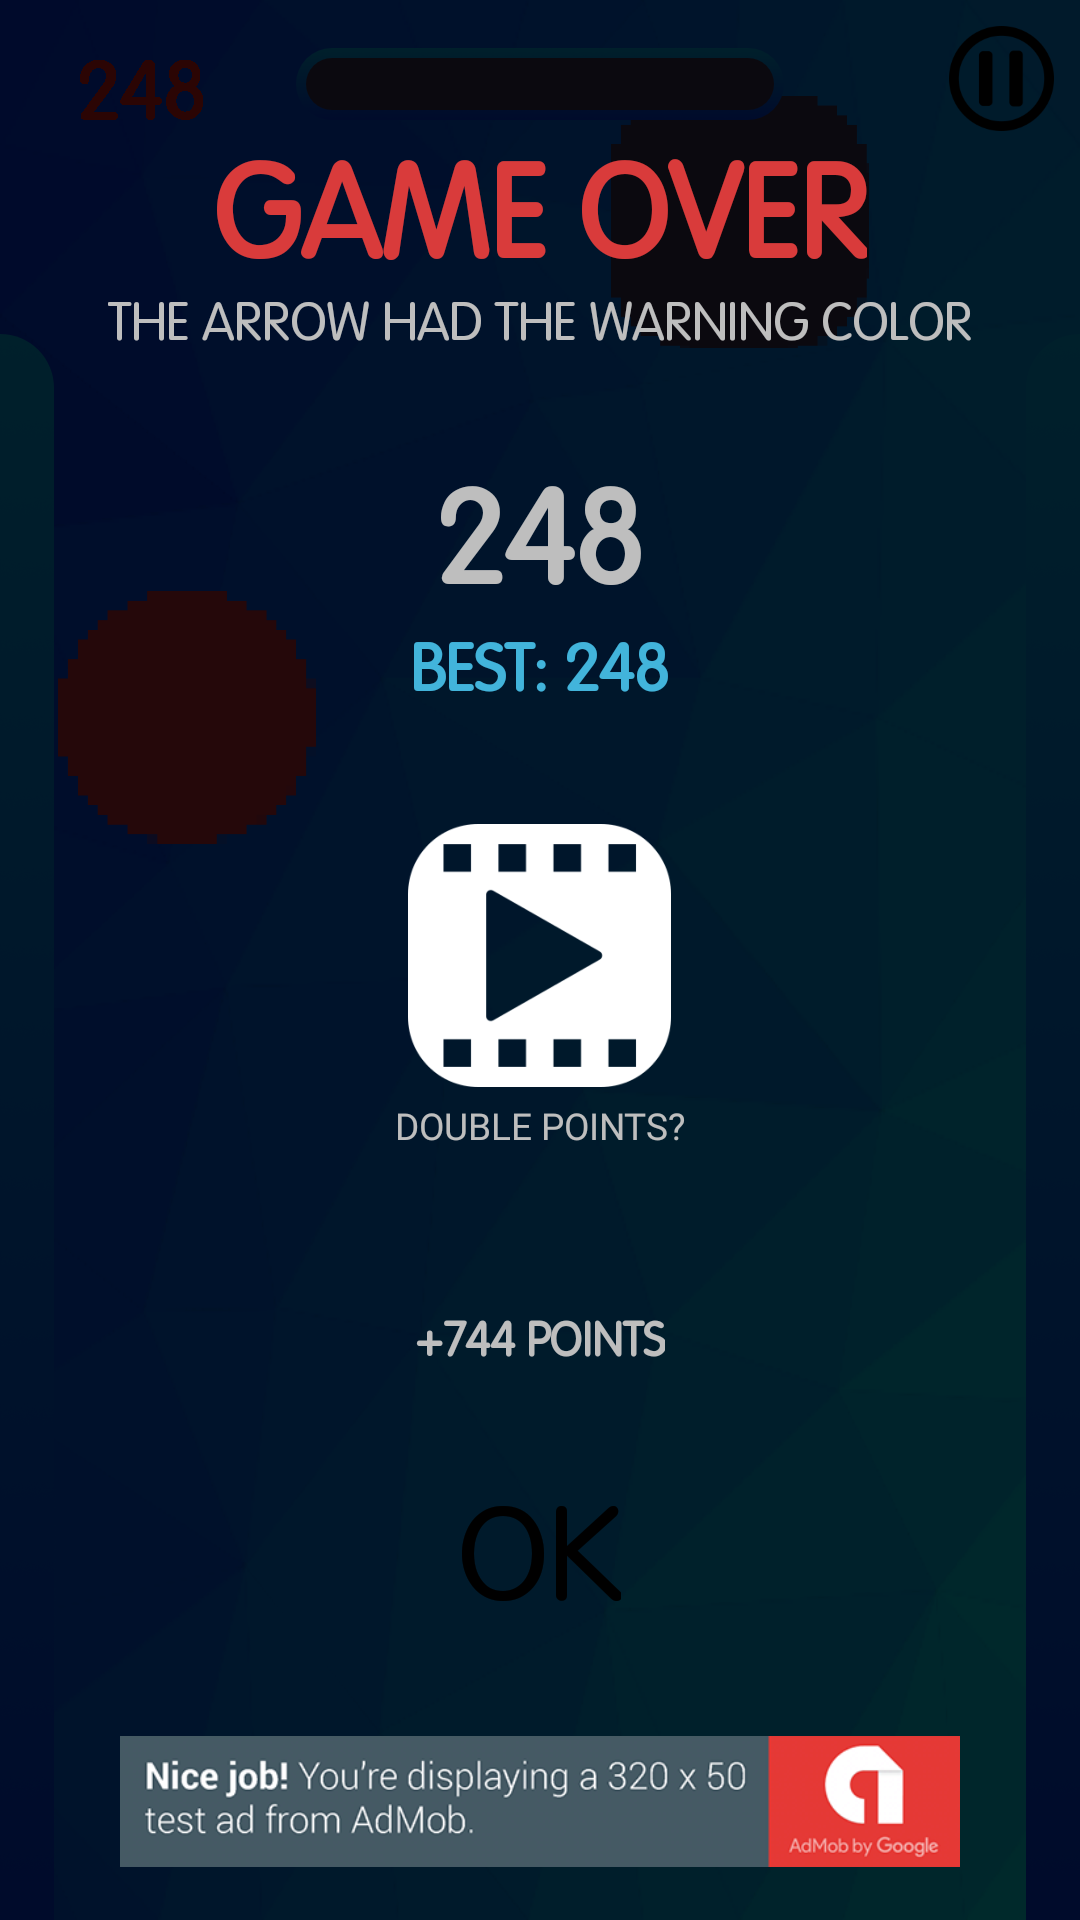 248
GAME OVER
THE ARROW HAD THE WARNING COLOR
248
BEST: 248
DOUBLE POINTS?
+744 POINTS
OK
Nice job! You're displaying a 320 x 50
test ad from AdMob.
AdMob by Google